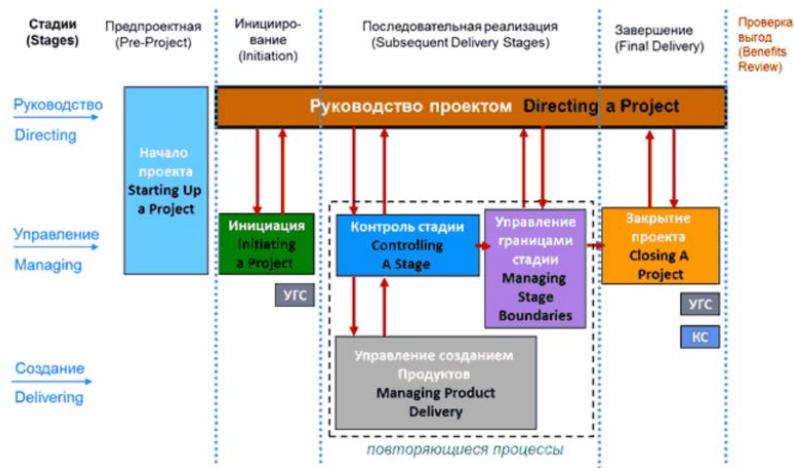 Стадии
(Stages)
Предпроектная
(Pre-Project)
Иницииро-
вание
(Initiation)
Последовательная реализация
(Subsequent Delivery Stages)
Завершение
(Final Delivery)
Проверка
выгод
(Benefits
Review)
Руководство
Directing
Руководство проектом Directing a Project
Начало
проекта
Starting Up
a Project
Управление
Managing
Инициация
Initiating
a Project
УГС
Контроль стадии
Controlling
A Stage
Управление
границами
стадии
Managing
Stage
Boundaries
Закрытие
проекта
Closing A
Project
УГС
КС
Создание
Delivering
Управление созданием
Продуктов
Managing Product
Delivery
повторяющиеся процессы